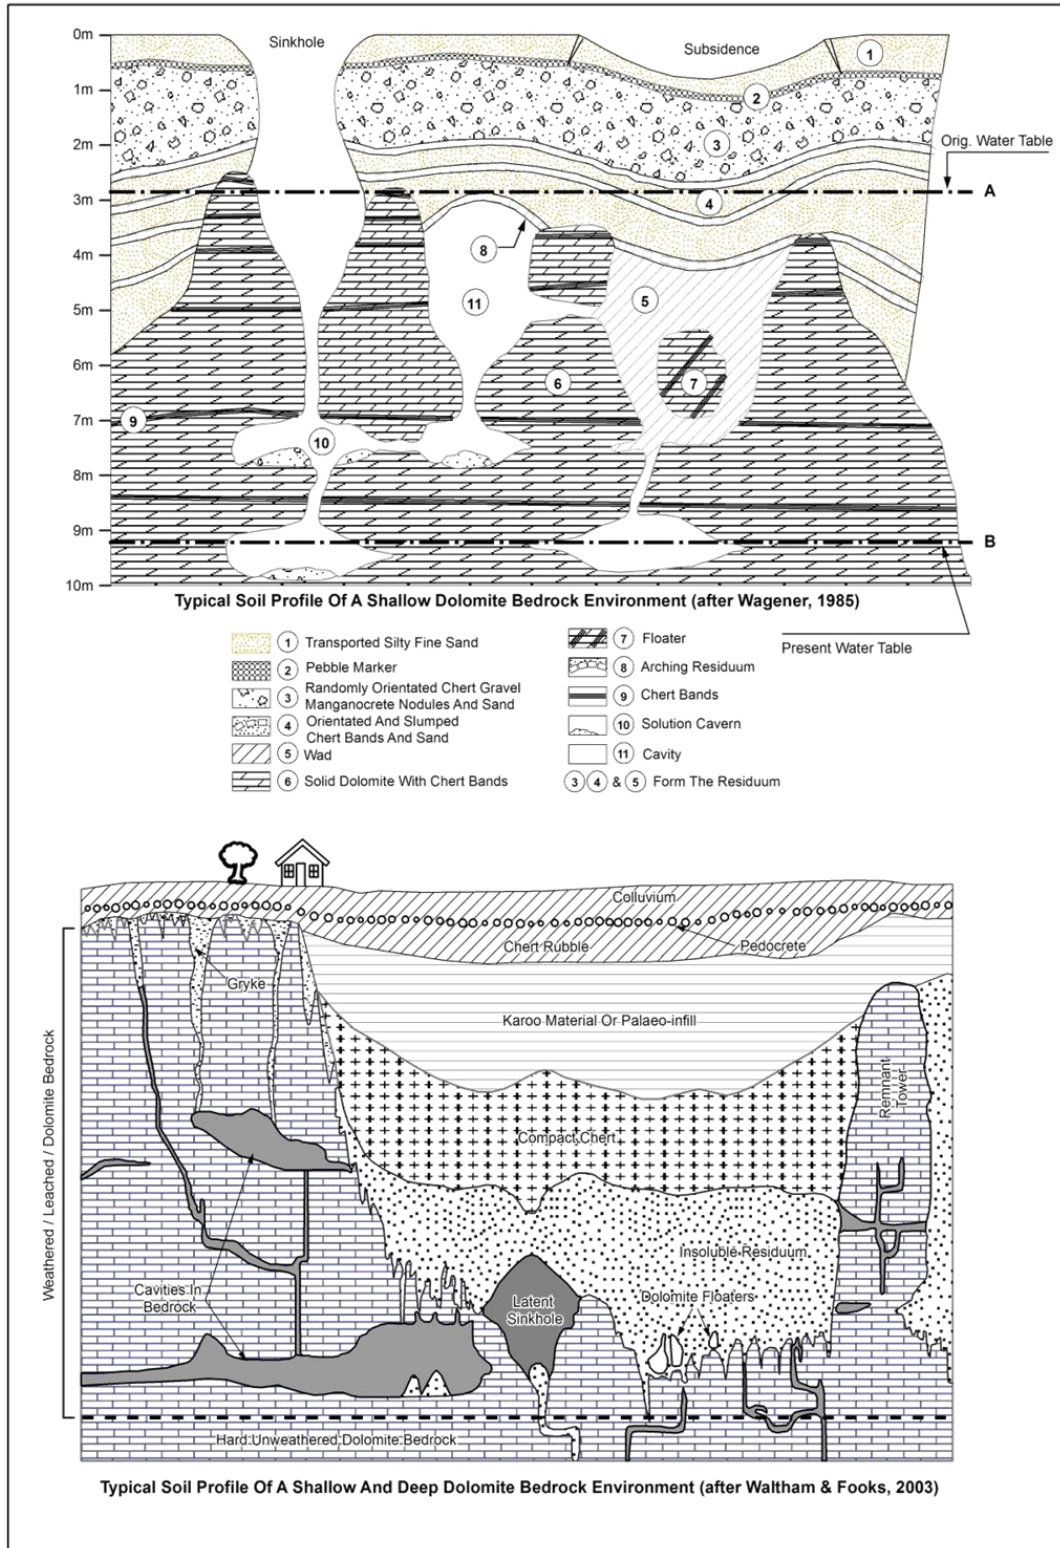 0m
Sinkhole
Subsidence
1
1m
2
2m
3
Orig. Water Table
A
3m
4
4m
8
11
5
5m
6m
6
7
7m
9
10
8m
9m
B
10m
Typical Soil Profile Of A Shallow Dolomite Bedrock Environment (after Wagener, 1985)
Present Water Table
1 Transported Silty Fine Sand
2 Pebble Marker
3 Randomly Orientated Chert Gravel
Manganocrete Nodules And Sand
4 Orientated And Slumped
Chert Bands And Sand
5 Wad
6 Solid Dolomite With Chert Bands
7 Floater
8 Arching Residuum
9 Chert Bands
10 Solution Cavern
11 Cavity
3 4 & 5 Form The Residuum
Colluvium
Chert Rubble
Pedocrete
Gryke
Karoo Material Or Palaeo-infill
Remnant
Tower
Compact Chert
Weathered / Leached / Dolomite Bedrock
Insoluble Residuum
Cavities In
Bedrock
Latent
Sinkhole
Dolomite Floaters
Hard Unweathered Dolomite Bedrock
Typical Soil Profile Of A Shallow And Deep Dolomite Bedrock Environment (after Waltham & Fooks, 2003)